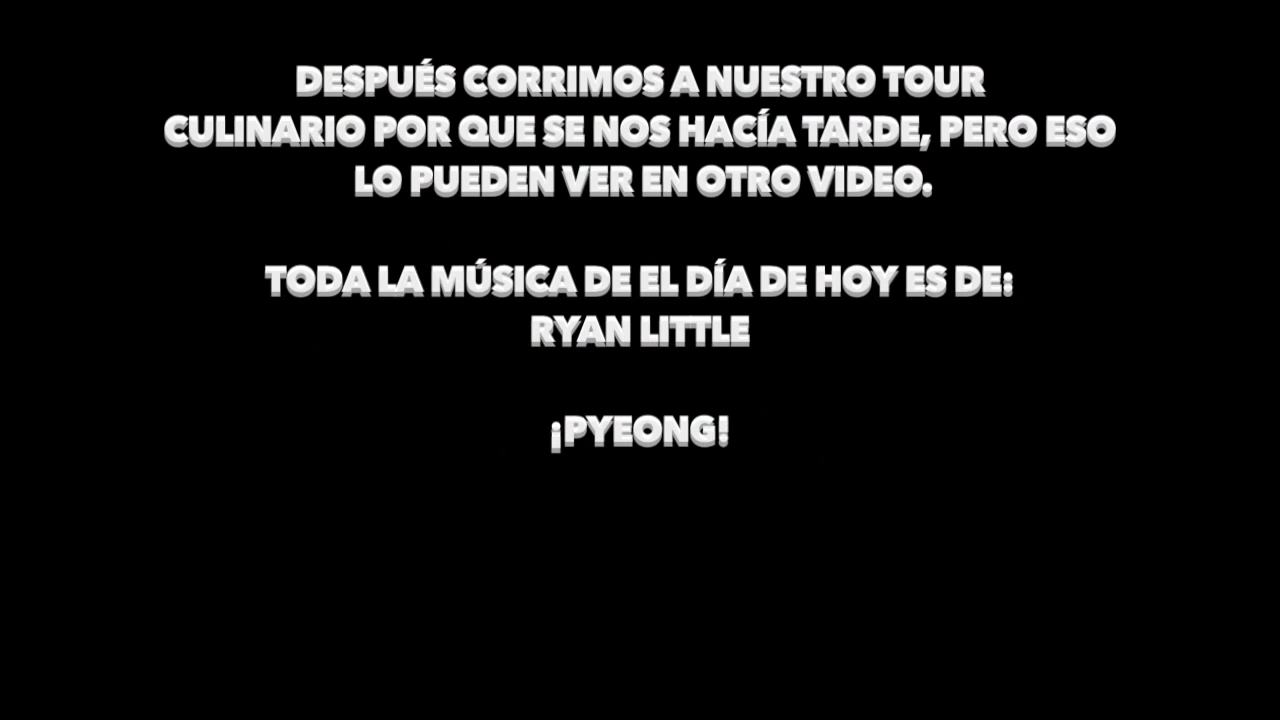 DESPUÉS CORRIMOS A NUESTRO TOUR
CULINARIO POR QUE SE NOS HACÍA TARDE, PERO ESO
LO PUEDEN VER EN OTRO VIDEO.
TODA LA MÚSICA DE EL DÍA DE HOY ES DE:
RYAN LITTLE
¡PYEONG!